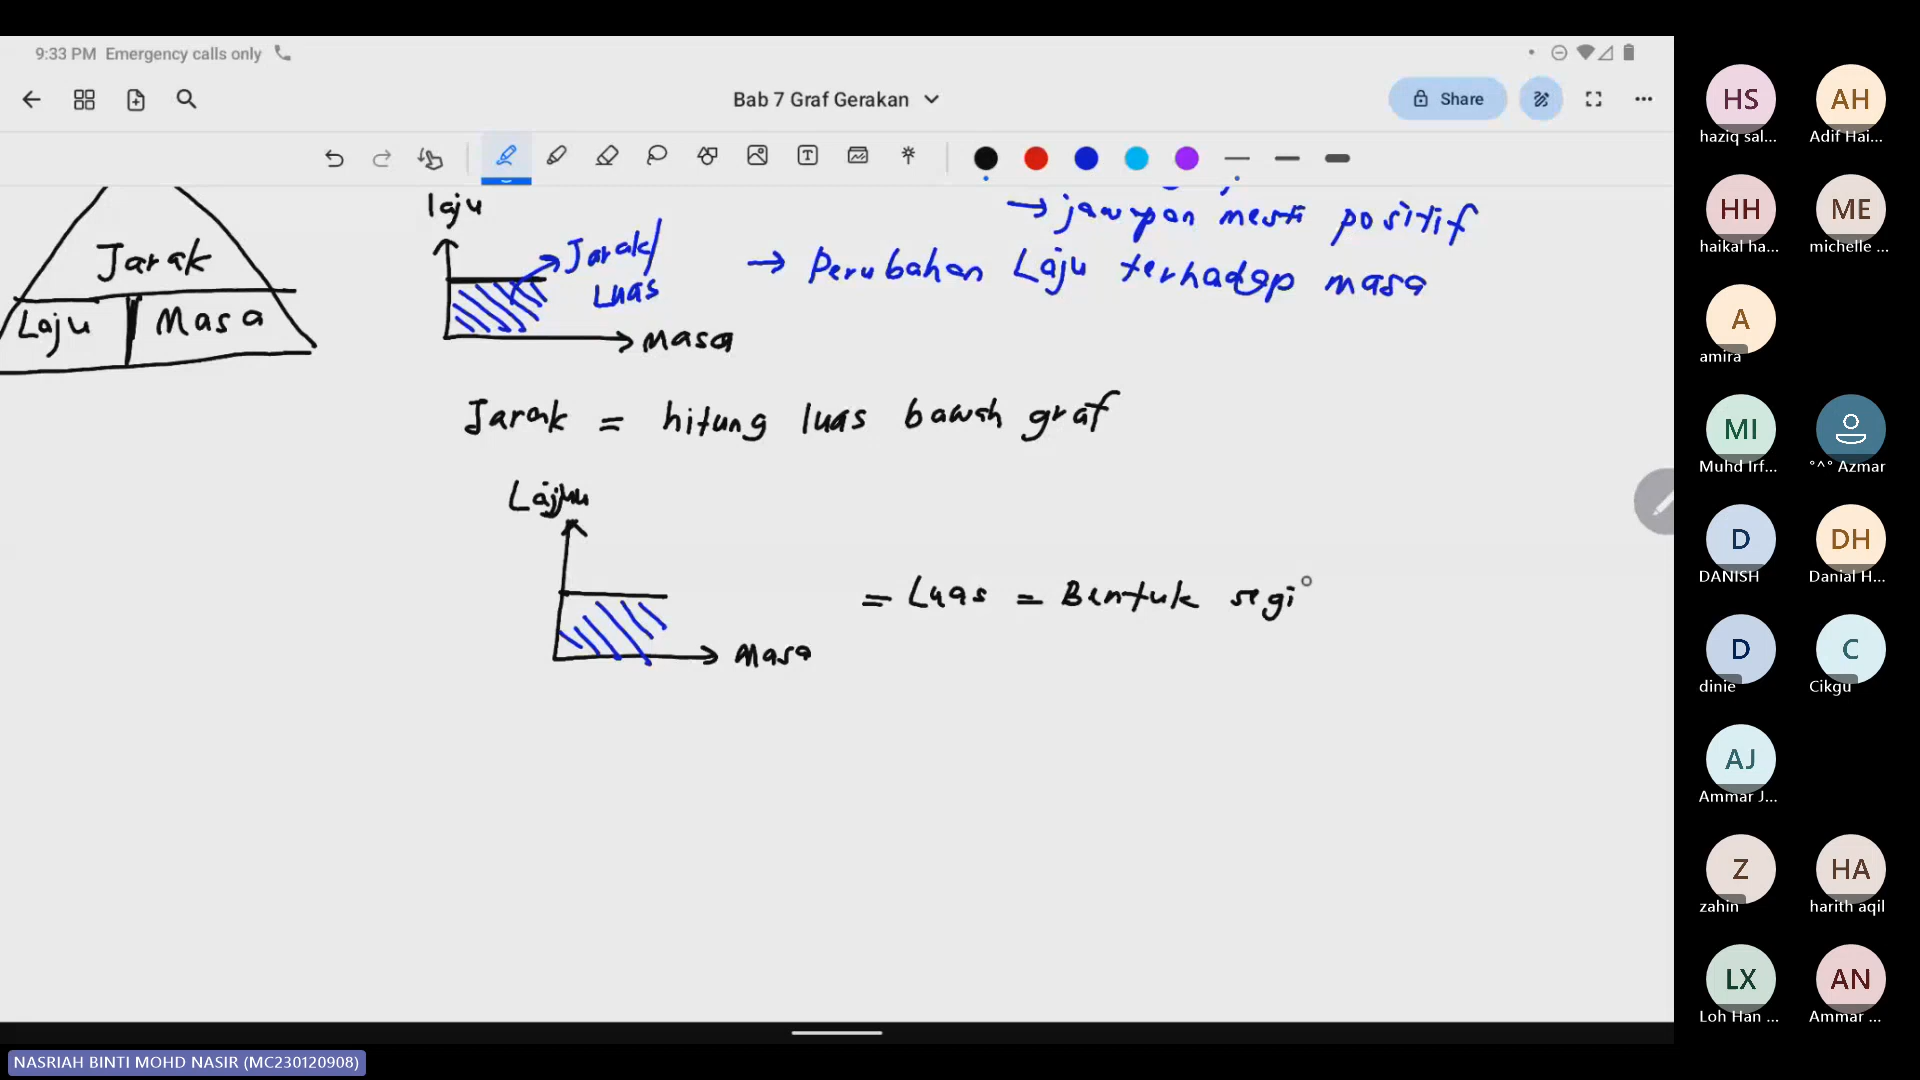 9:33 PM Emergency calls only
Bab 7 Graf Gerakan
Share
Jarak
Laju
Masa
laju
Jarak/
Luas
masa
→ jawapan mesti positif
→ Perubahan Laju terhadap masa
Jarak = hitung luas bawah graf
Laju
masa
= Luas = Bentuk segi
HS
haziq sal...
AH
Adif Hai...
HH
haikal ha...
ME
michelle ...
A
amira
MI
Muhd Irf...
°^° Azmar
D
DANISH
DH
Danial H...
D
dinie
C
Cikgu
AJ
Ammar J...
Z
zahin
HA
harith aqil
LX
Loh Han ...
AN
Ammar ...
NASRIAH BINTI MOHD NASIR (MC230120908)